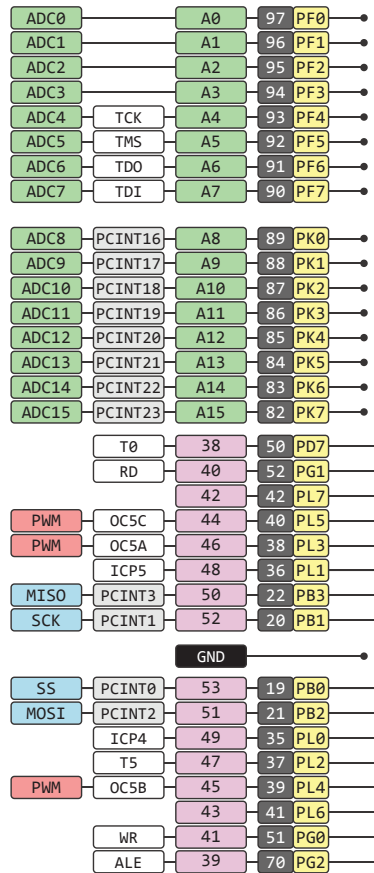 ADC0 A0 97 PF0
ADC1 A1 96 PF1
ADC2 A2 95 PF2
ADC3 A3 94 PF3
ADC4 TCK A4 93 PF4
ADC5 TMS A5 92 PF5
ADC6 TDO A6 91 PF6
ADC7 TDI A7 90 PF7
ADC8 PCINT16 A8 89 PK0
ADC9 PCINT17 A9 88 PK1
ADC10 PCINT18 A10 87 PK2
ADC11 PCINT19 A11 86 PK3
ADC12 PCINT20 A12 85 PK4
ADC13 PCINT21 A13 84 PK5
ADC14 PCINT22 A14 83 PK6
ADC15 PCINT23 A15 82 PK7
T0 38 50 PD7
RD 40 52 PG1
42 42 PL7
PWM OC5C 44 40 PL5
PWM OC5A 46 38 PL3
ICP5 48 36 PL1
MISO PCINT3 50 22 PB3
SCK PCINT1 52 20 PB1
GND
SS PCINT0 53 19 PB0
MOSI PCINT2 51 21 PB2
ICP4 49 35 PL0
T5 47 37 PL2
PWM OC5B 45 39 PL4
43 41 PL6
WR 41 51 PG0
ALE 39 70 PG2